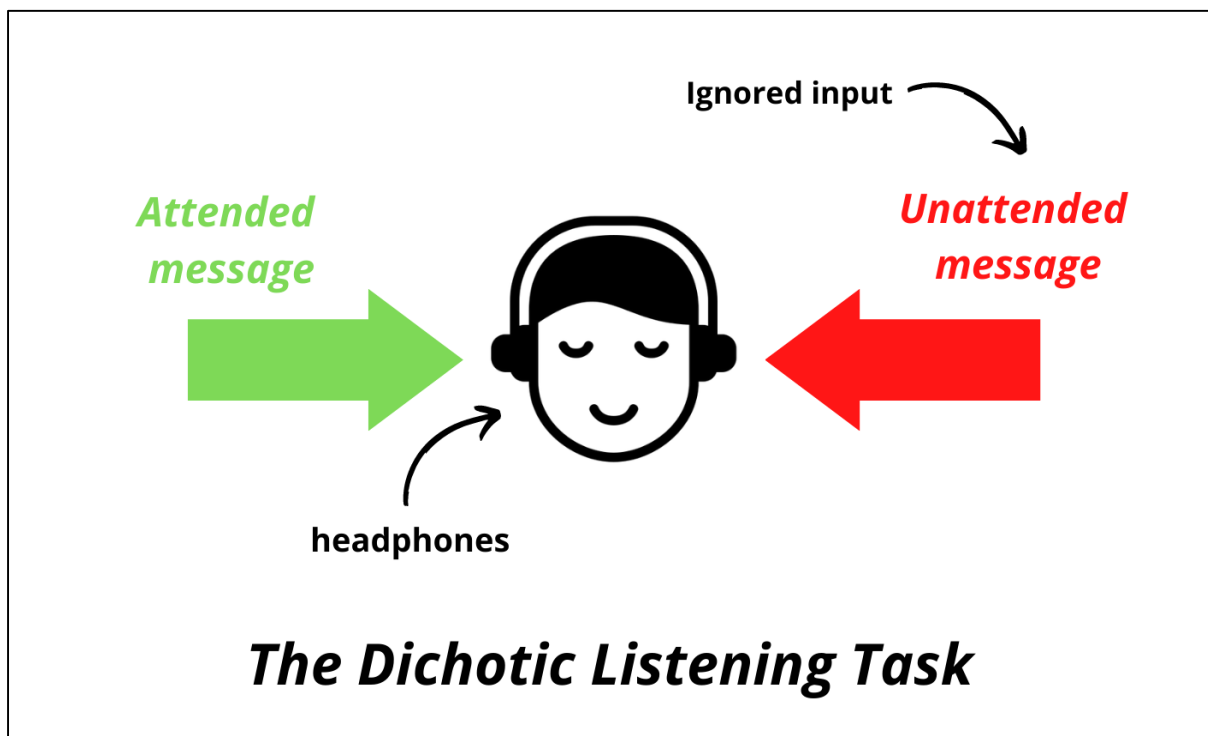 Ignored input
Attended
message
Unattended
message
headphones
The Dichotic Listening Task